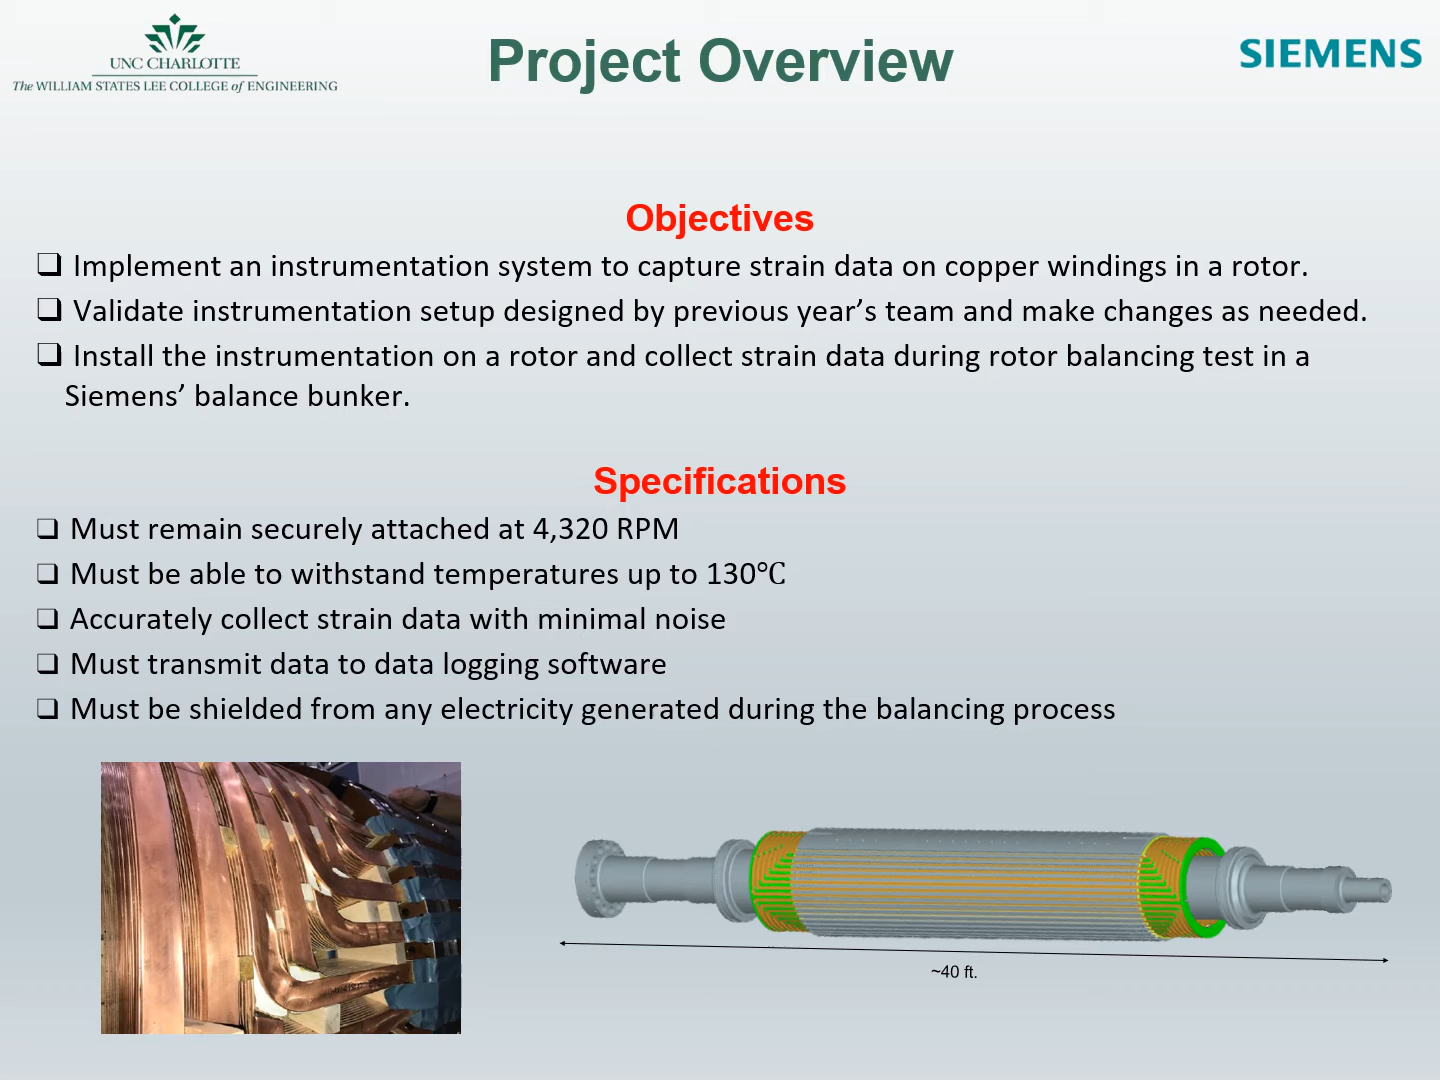 UNC CHARLOTTE
The WILLIAM STATES LEE COLLEGE of ENGINEERING
Project Overview
SIEMENS
Objectives
❑ Implement an instrumentation system to capture strain data on copper windings in a rotor.
❑ Validate instrumentation setup designed by previous year’s team and make changes as needed.
❑ Install the instrumentation on a rotor and collect strain data during rotor balancing test in a
Siemens’ balance bunker.
Specifications
❑ Must remain securely attached at 4,320 RPM
❑ Must be able to withstand temperatures up to 130℃
❑ Accurately collect strain data with minimal noise
❑ Must transmit data to data logging software
❑ Must be shielded from any electricity generated during the balancing process
~40 ft.